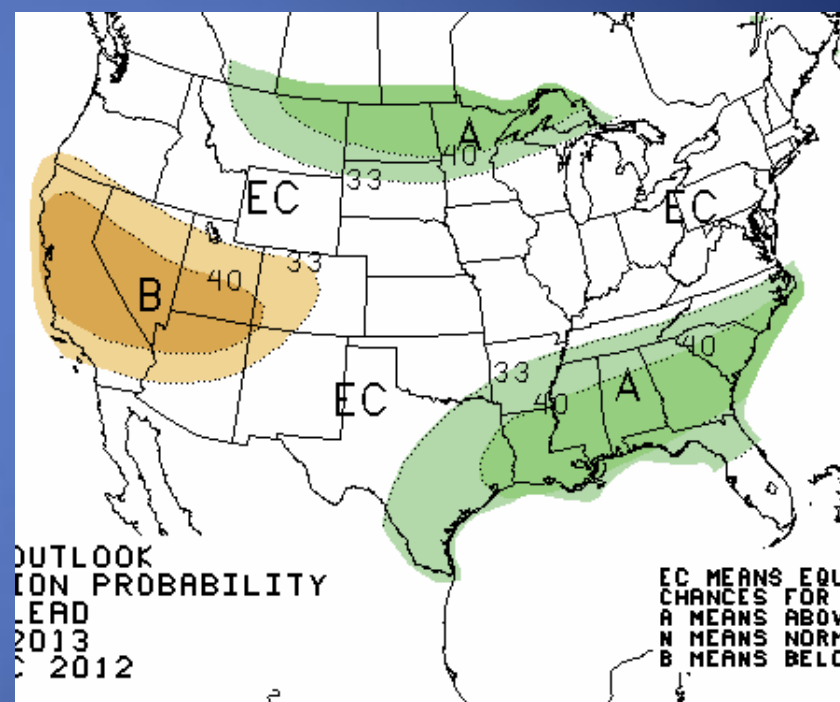 A
40
33
EC
EC
33
40
B
40
33
A
EC
40
OUTLOOK
ION PROBABILITY
LEAD
2013
C 2012
EC MEANS EQU
CHANCES FOR
A MEANS ABOV
N MEANS NORM
B MEANS BELO